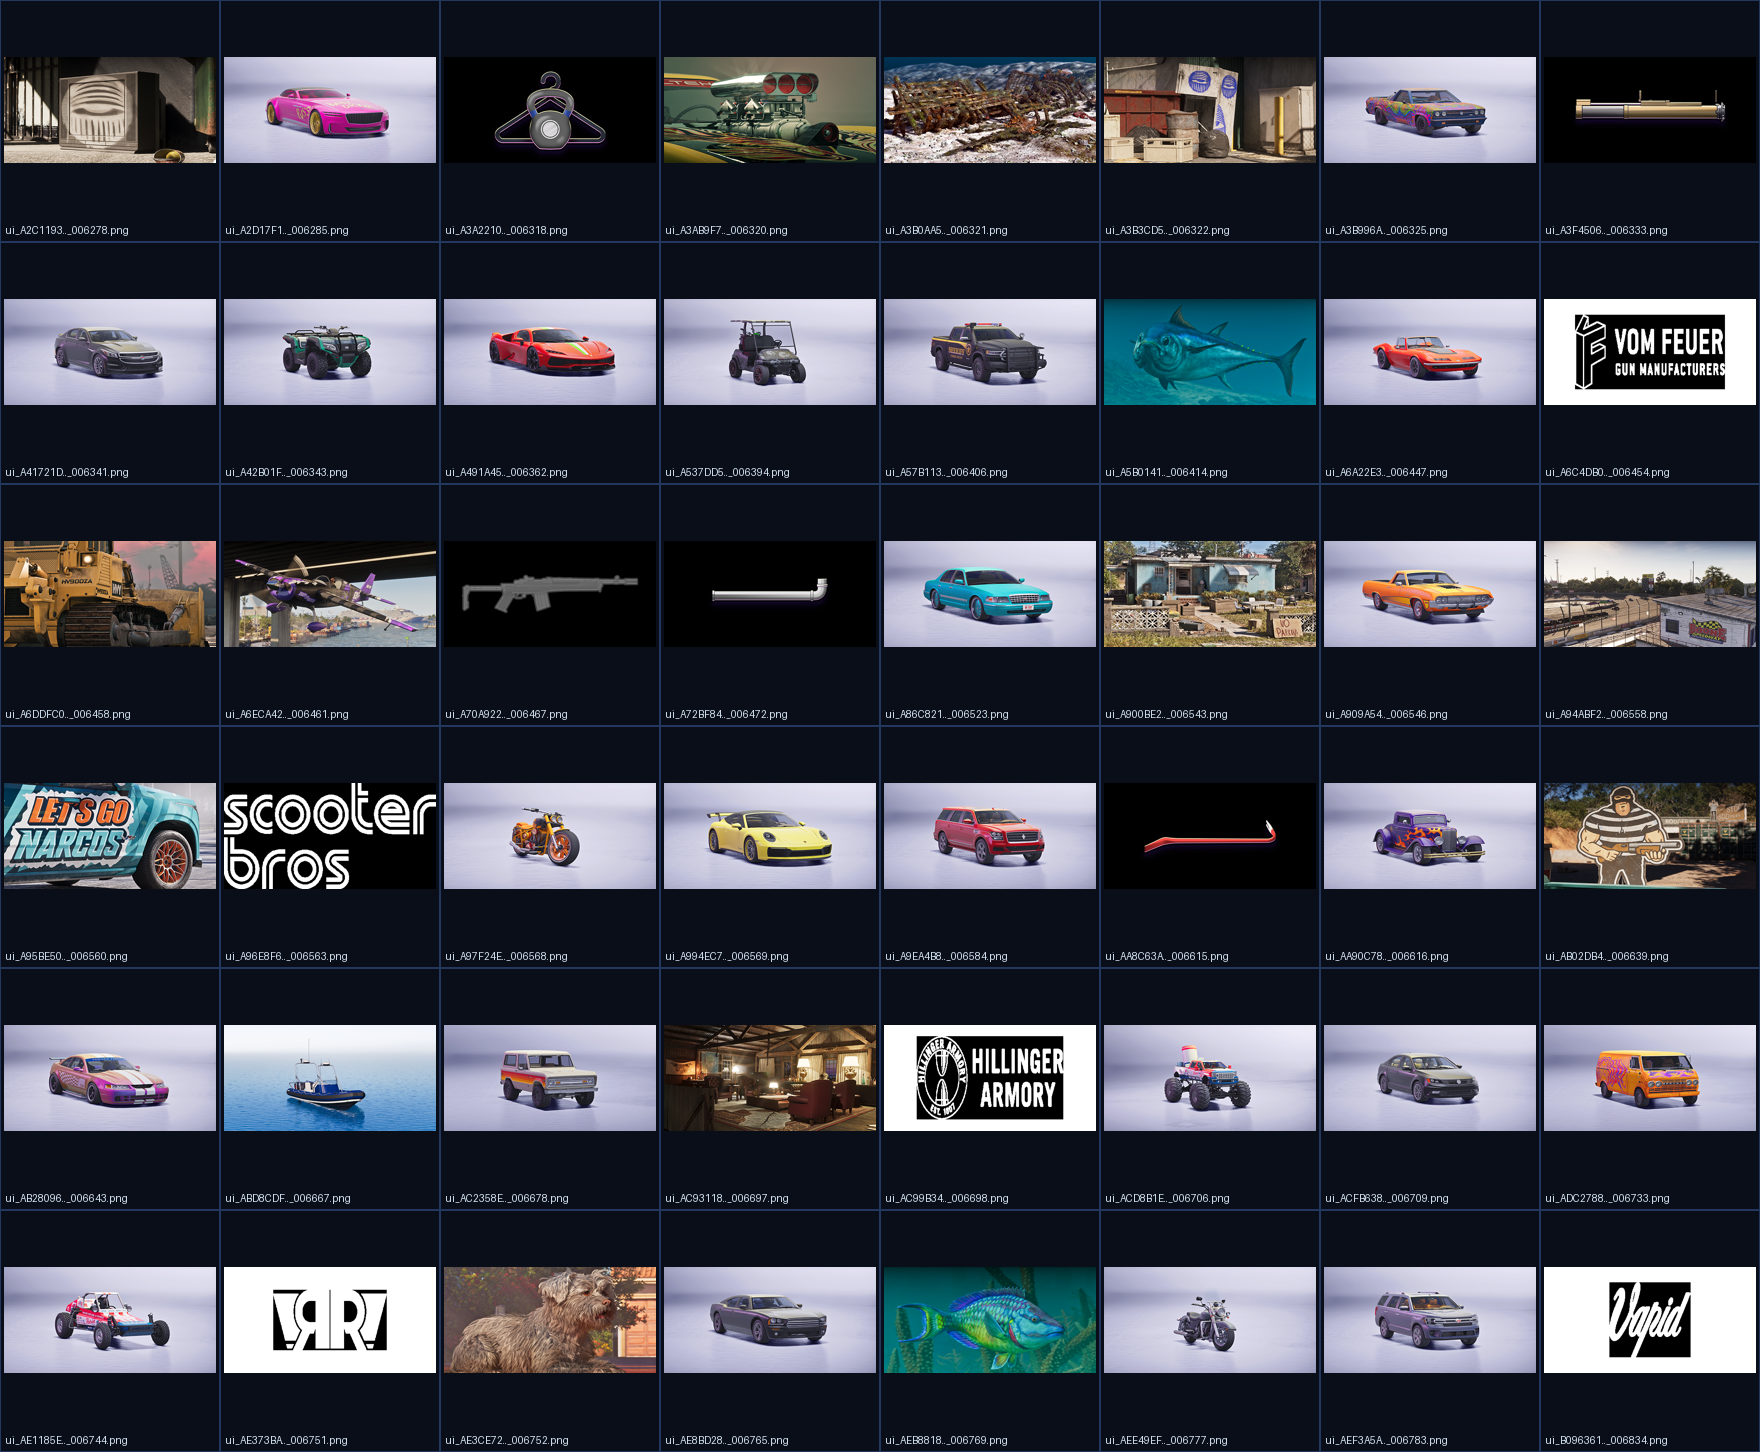 ui_A2C1193.._006278.png
ui_A2D17F1.._006285.png
ui_A3A2210.._006318.png
ui_A3AB9F7.._006320.png
ui_A3B0AA5.._006321.png
ui_A3B3CD5.._006322.png
ui_A3B996A.._006325.png
ui_A3F4506.._006333.png
VOM FEUER
GUN MANUFACTURERS
ui_A41721D.._006341.png
ui_A42B01F.._006343.png
ui_A491A45.._006362.png
ui_A537DD5.._006394.png
ui_A57B113.._006406.png
ui_A5B0141.._006414.png
ui_A6A22E3.._006447.png
ui_A6C4DB0.._006454.png
HV900ZA
NO
ui_A6DDFC0.._006458.png
ui_A6ECA42.._006461.png
ui_A70A922.._006467.png
ui_A72BF84.._006472.png
ui_A86C821.._006523.png
ui_A900BE2.._006543.png
ui_A909A54.._006546.png
ui_A94ABF2.._006558.png
LET'S GO
NARCOS
scooter
bros
ui_A95BE50.._006560.png
ui_A96E8F6.._006563.png
ui_A97F24E.._006568.png
ui_A994EC7.._006569.png
ui_A9EA4B8.._006584.png
ui_AA8C63A.._006615.png
ui_AA90C78.._006616.png
ui_AB02DB4.._006639.png
HILLINGER ARMORY
EST. 1907
HILLINGER
ARMORY
ui_AB28096.._006643.png
ui_ABD8CDF.._006667.png
ui_AC2358E.._006678.png
ui_AC93118.._006697.png
ui_AC99B34.._006698.png
ui_ACD8B1E.._006706.png
ui_ACFB638.._006709.png
ui_ADC2788.._006733.png
Vapid
ui_AE1185E.._006744.png
ui_AE373BA.._006751.png
ui_AE3CE72.._006752.png
ui_AE8BD28.._006765.png
ui_AEB8818.._006769.png
ui_AEE49EF.._006777.png
ui_AEF3A5A.._006783.png
ui_B096361.._006834.png